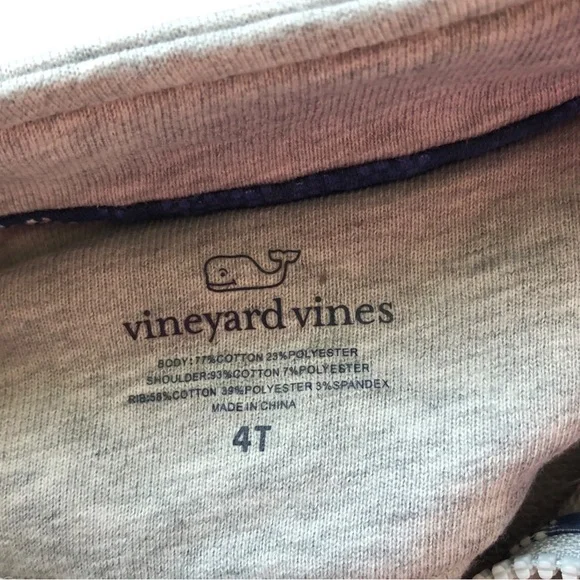 vineyard vines
BODY:77%COTTON 23%POLYESTER
SHOULDER:93%COTTON 7%POLYESTER
RIB:58%COTTON 39%POLYESTER 3%SPANDEX
MADE IN CHINA
4T